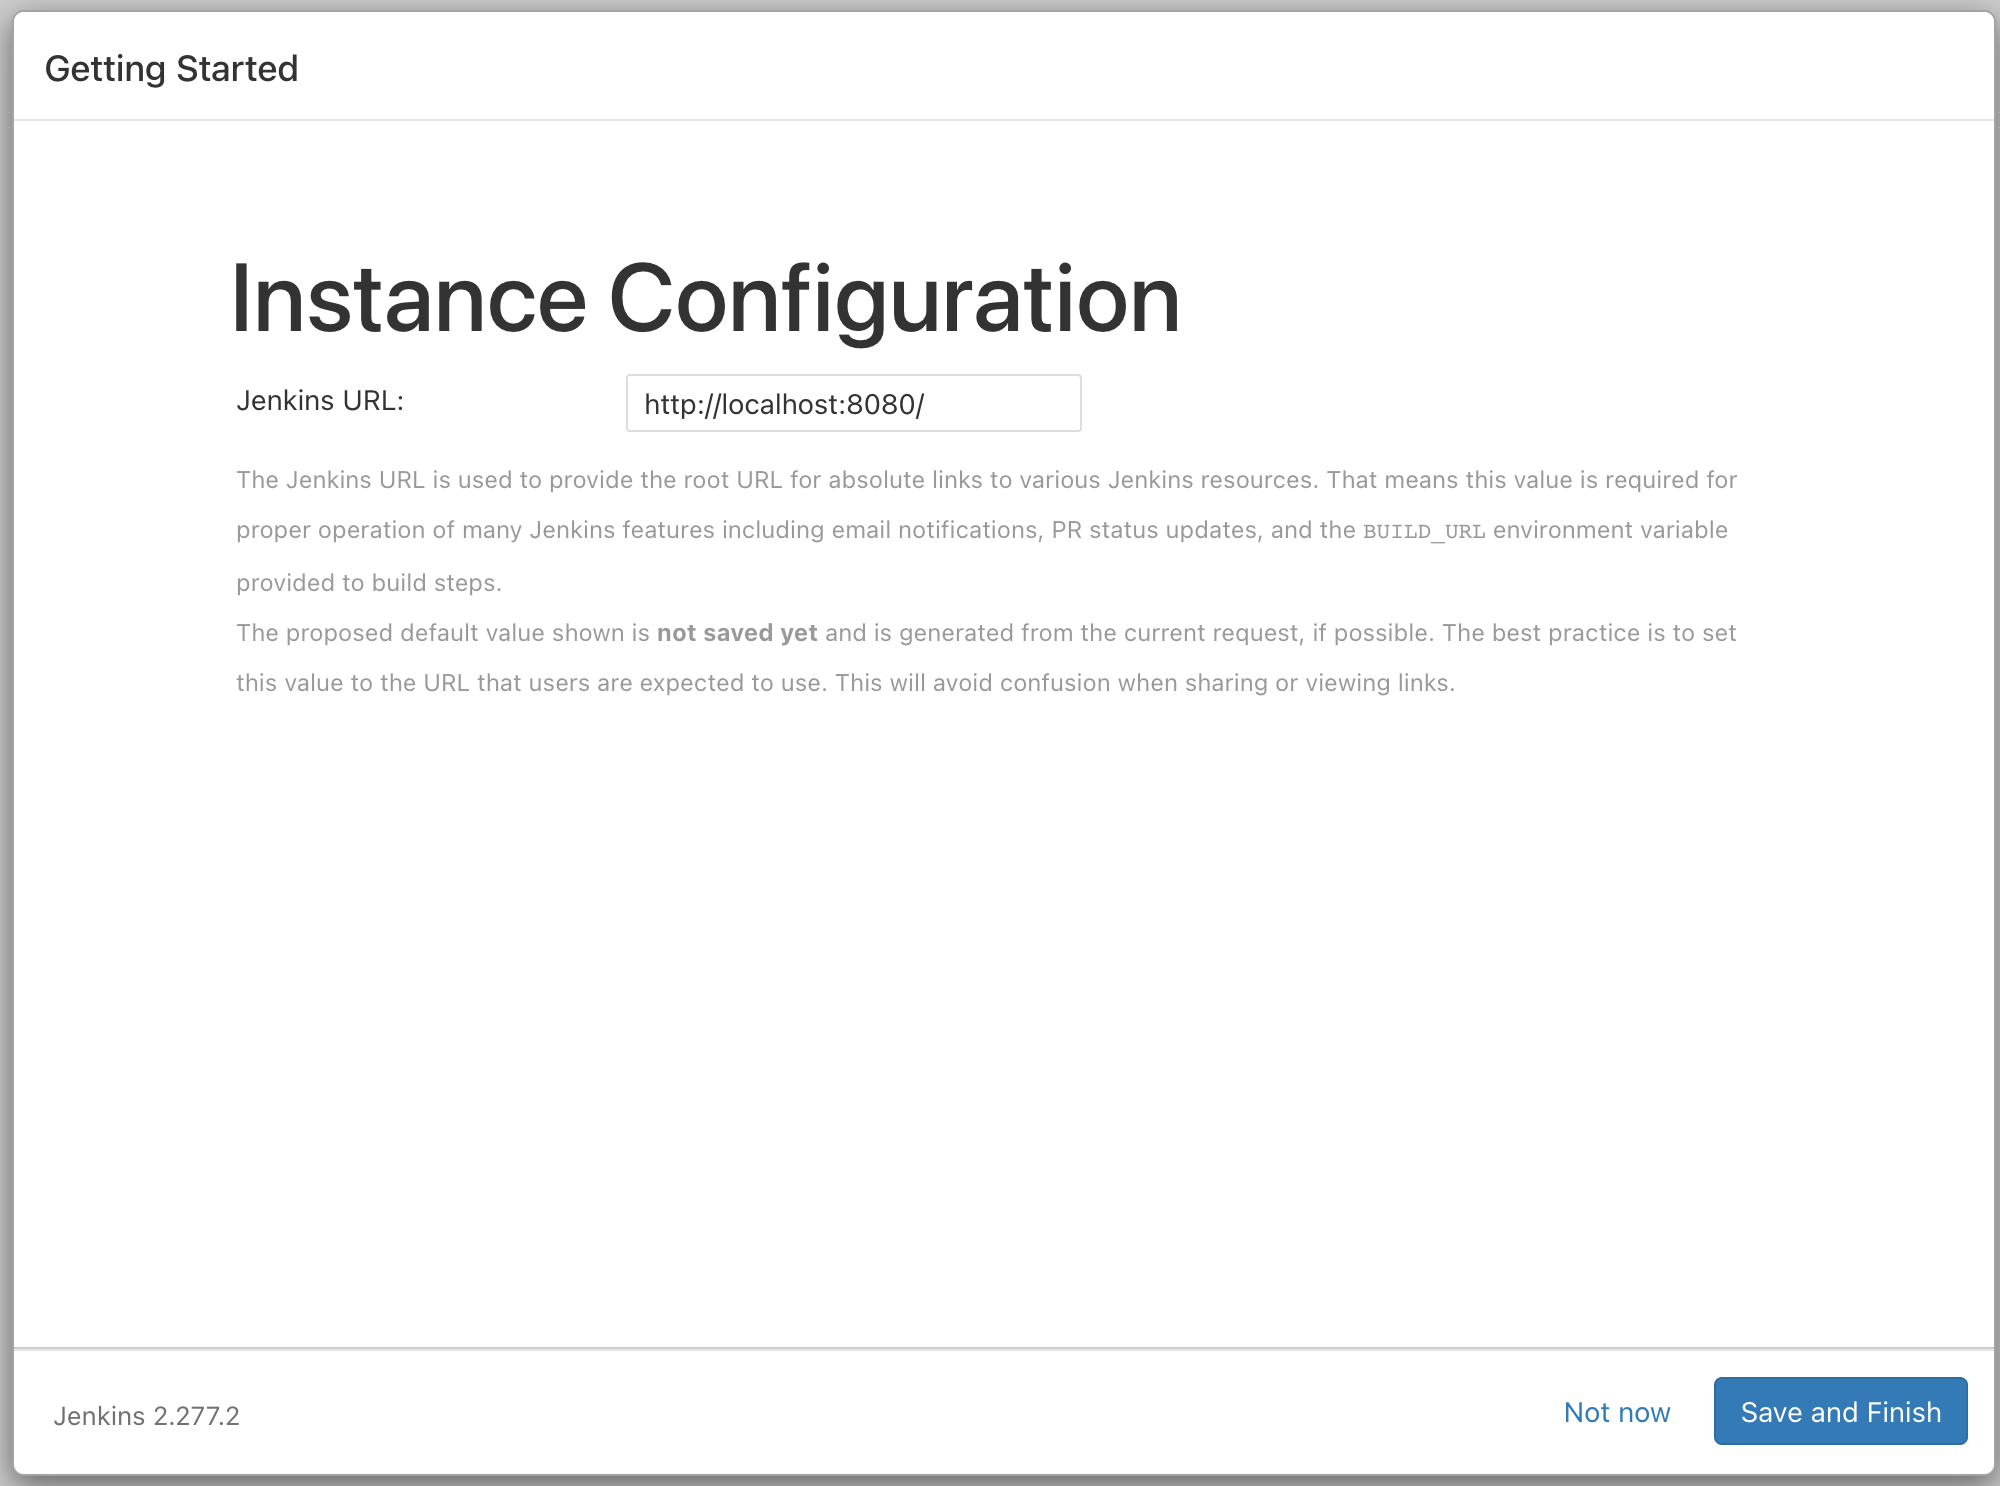 Getting Started
Instance Configuration
Jenkins URL: http://localhost:8080/
The Jenkins URL is used to provide the root URL for absolute links to various Jenkins resources. That means this value is required for
proper operation of many Jenkins features including email notifications, PR status updates, and the BUILD_URL environment variable
provided to build steps.
The proposed default value shown is not saved yet and is generated from the current request, if possible. The best practice is to set
this value to the URL that users are expected to use. This will avoid confusion when sharing or viewing links.
Jenkins 2.277.2 Not now Save and Finish